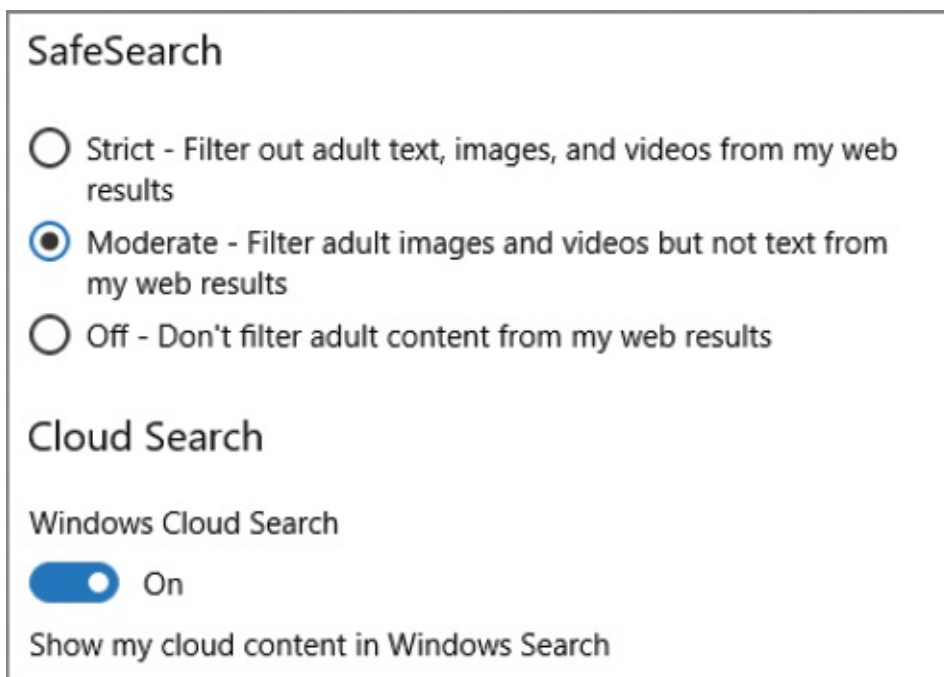 SafeSearch
Strict - Filter out adult text, images, and videos from my web
results
Moderate - Filter adult images and videos but not text from
my web results
Off - Don't filter adult content from my web results
Cloud Search
Windows Cloud Search
On
Show my cloud content in Windows Search